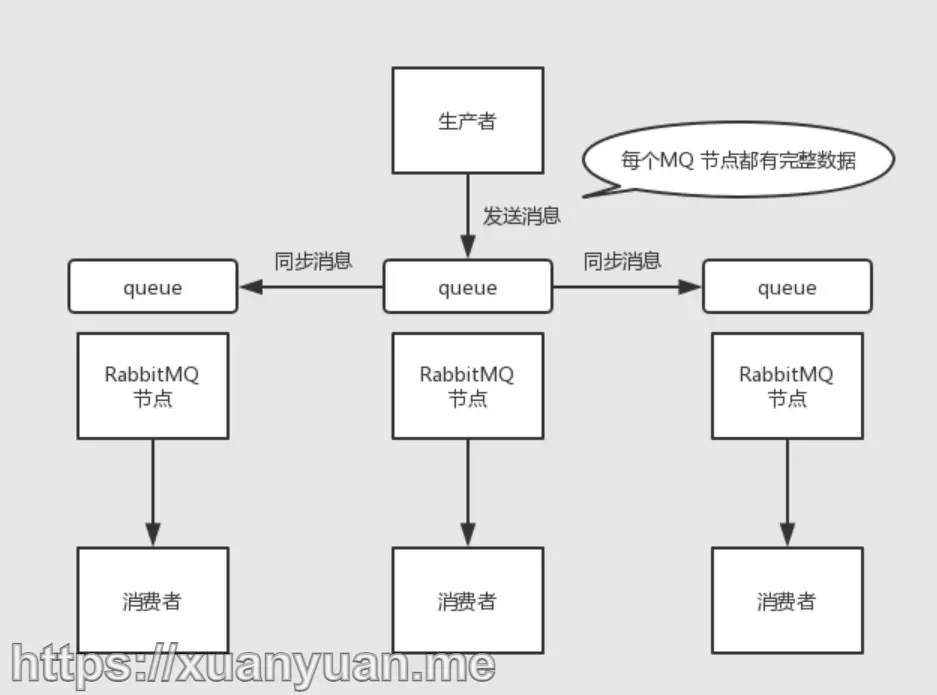 生产者
每个MQ 节点都有完整数据
发送消息
同步消息
同步消息
queue
queue
queue
RabbitMQ
节点
RabbitMQ
节点
RabbitMQ
节点
消费者
消费者
消费者
https://xuanyuan.me